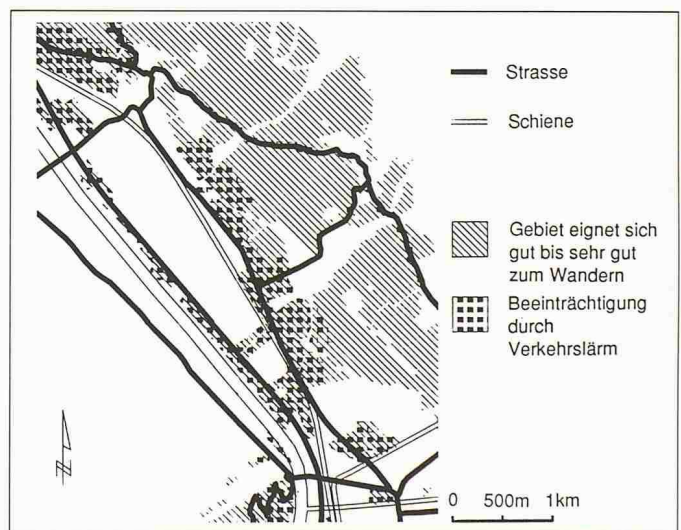 Strasse
Schiene
Gebiet eignet sich
gut bis sehr gut
zum Wandern
Beeinträchtigung
durch
Verkehrslärm
N
0 500m 1km